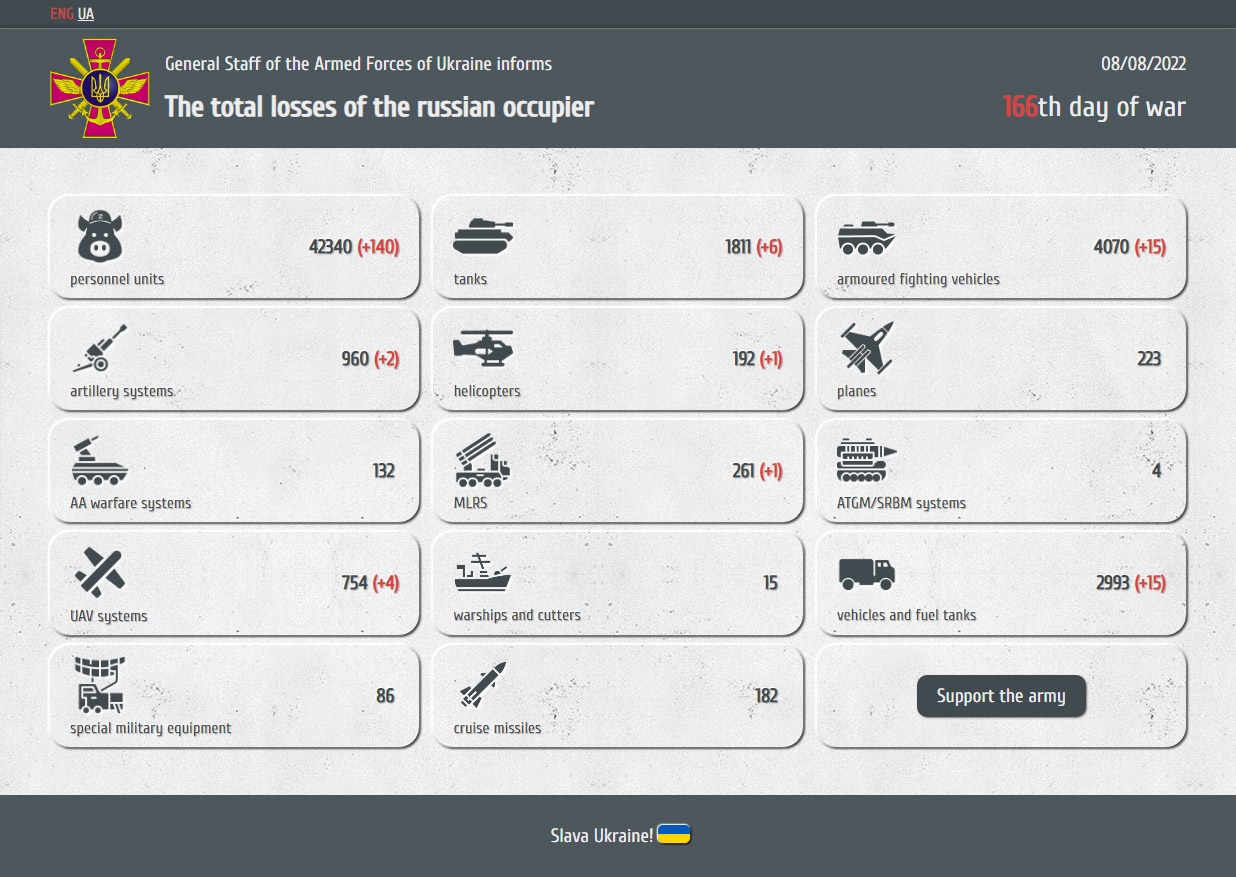 ENG UA
General Staff of the Armed Forces of Ukraine informs
08/08/2022
The total losses of the russian occupier
166th day of war
Z
42340 (+140)
personnel units
1811 (+6)
tanks
4070 (+15)
armoured fighting vehicles
960 (+2)
artillery systems
192 (+1)
helicopters
223
planes
132
AA warfare systems
261 (+1)
MLRS
4
ATGM/SRBM systems
754 (+4)
UAV systems
15
warships and cutters
2993 (+15)
vehicles and fuel tanks
86
special military equipment
182
cruise missiles
Support the army
Slava Ukraine!